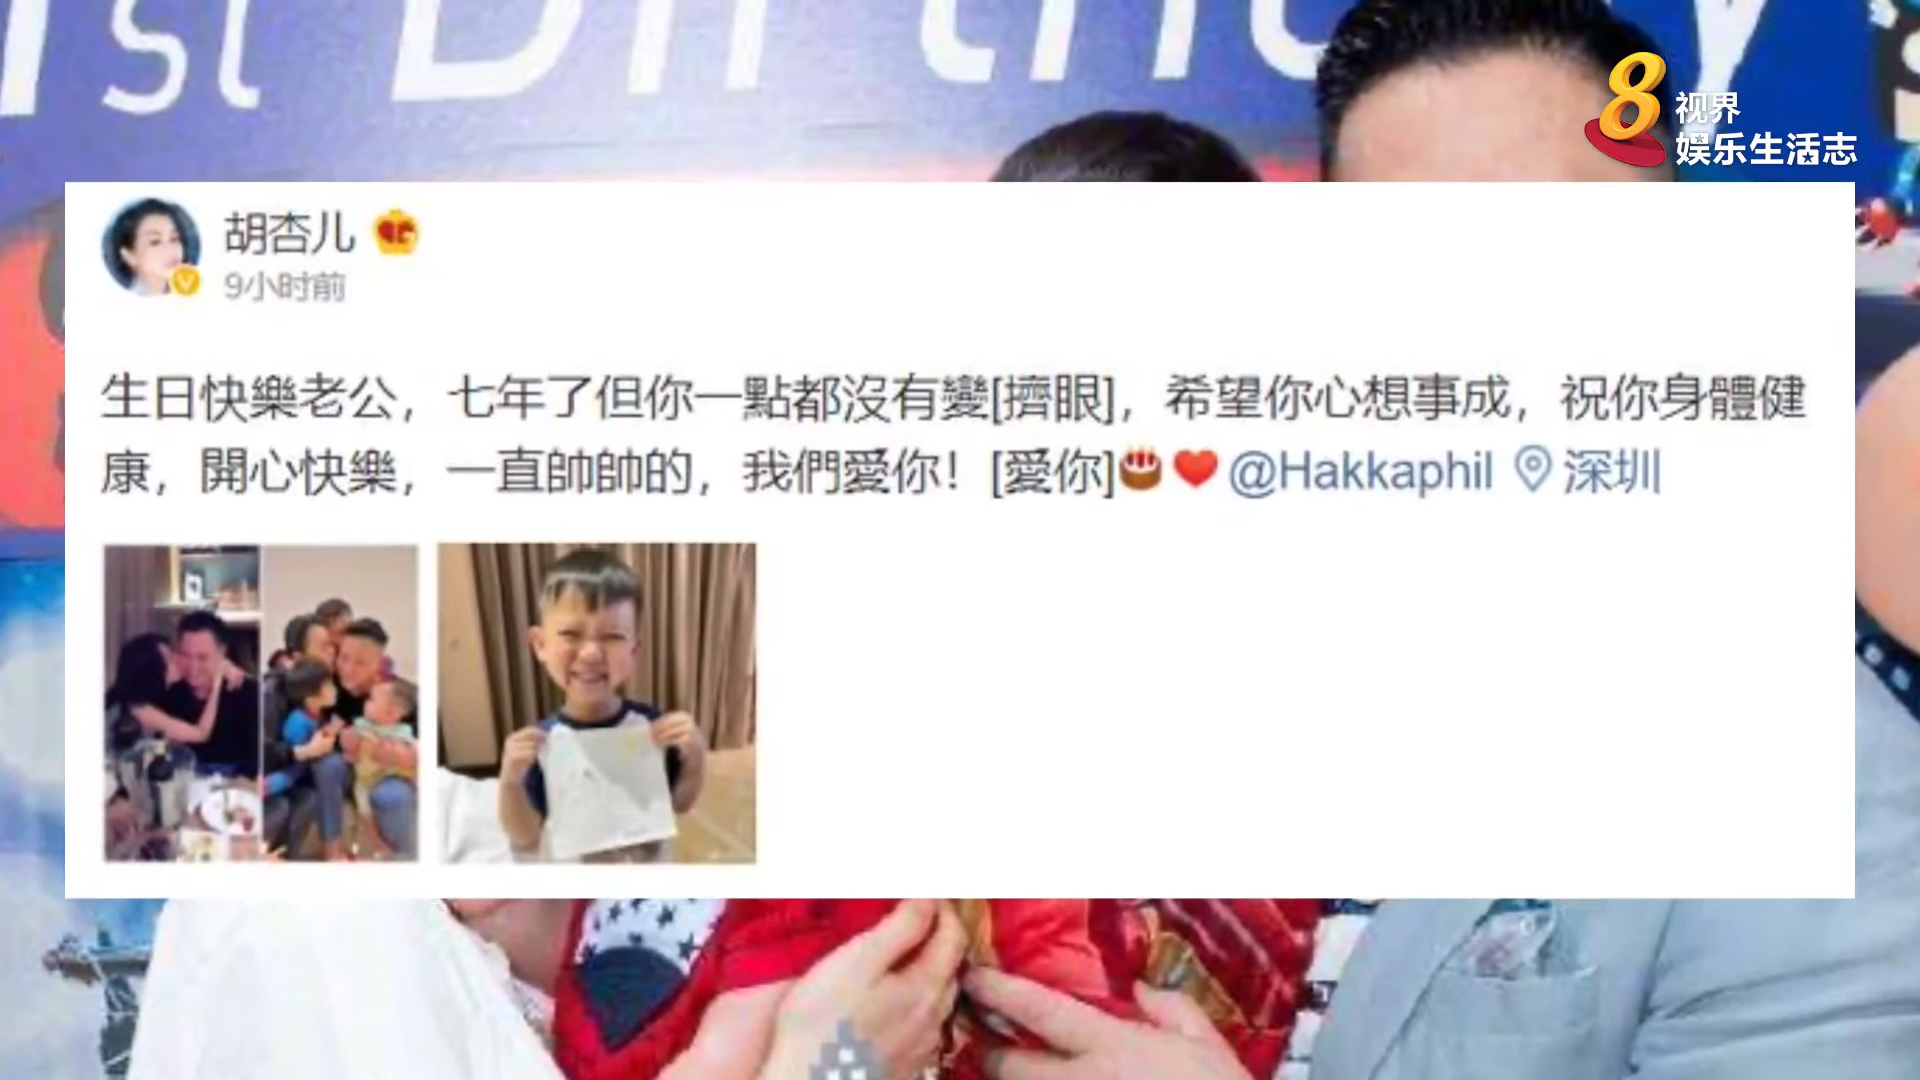 1st Birthday
8视界
娱乐生活志
胡杏儿
9小时前
生日快樂老公，七年了但你一點都沒有變[擠眼]，希望你心想事成，祝你身體健
康，開心快樂，一直帥帥的，我們愛你！[愛你]🎂❤️@Hakkaphil 深圳